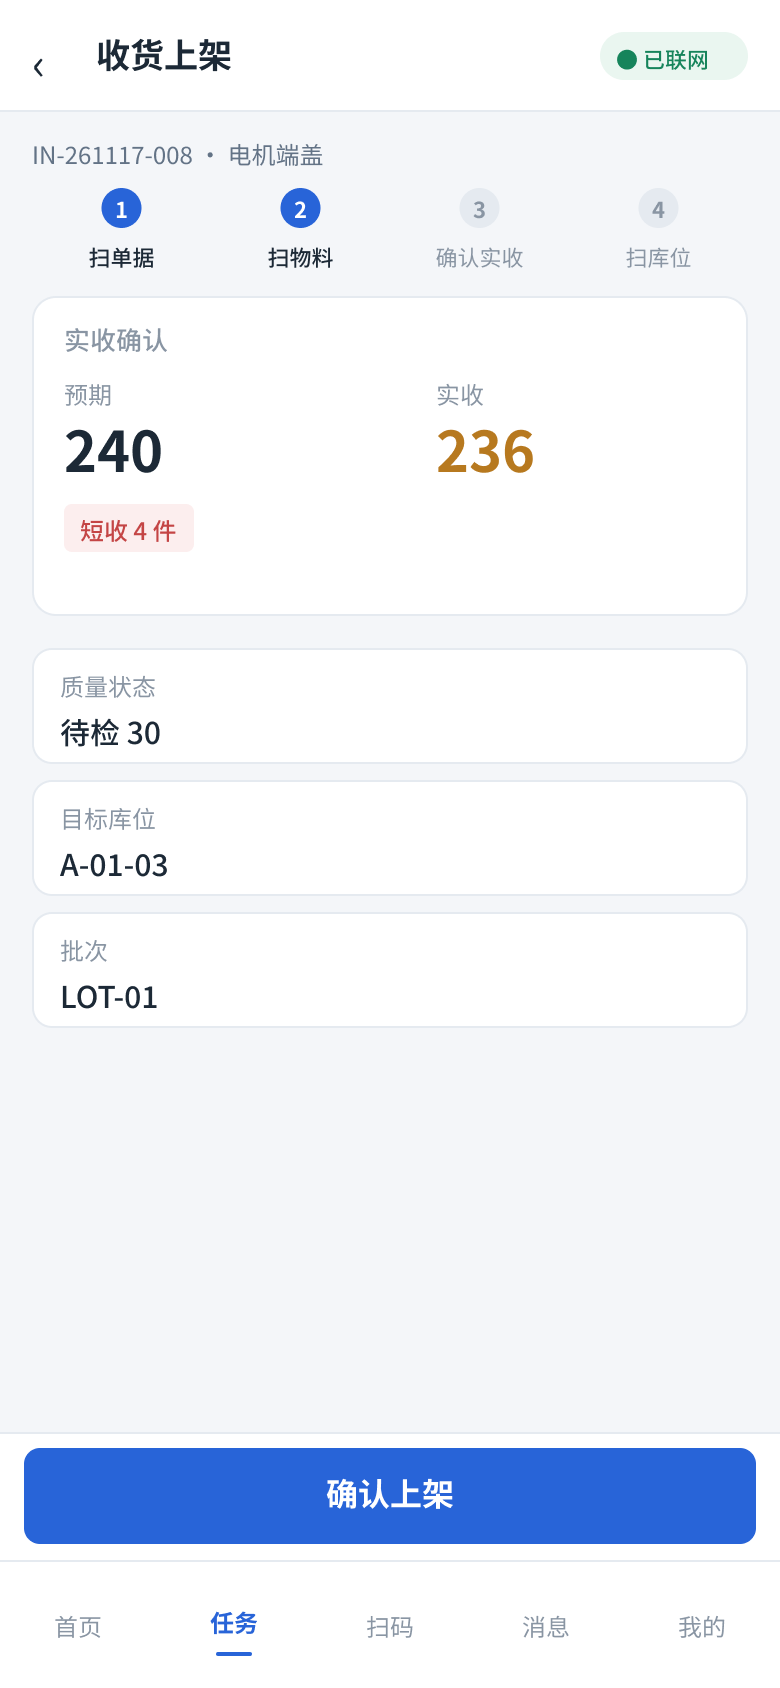 ‹ 收货上架 已联网
IN-261117-008 · 电机端盖
1 2 3 4
扫单据 扫物料 确认实收 扫库位
实收确认
预期 实收
240 236
短收 4 件
质量状态
待检 30
目标库位
A-01-03
批次
LOT-01
确认上架
首页 任务 扫码 消息 我的